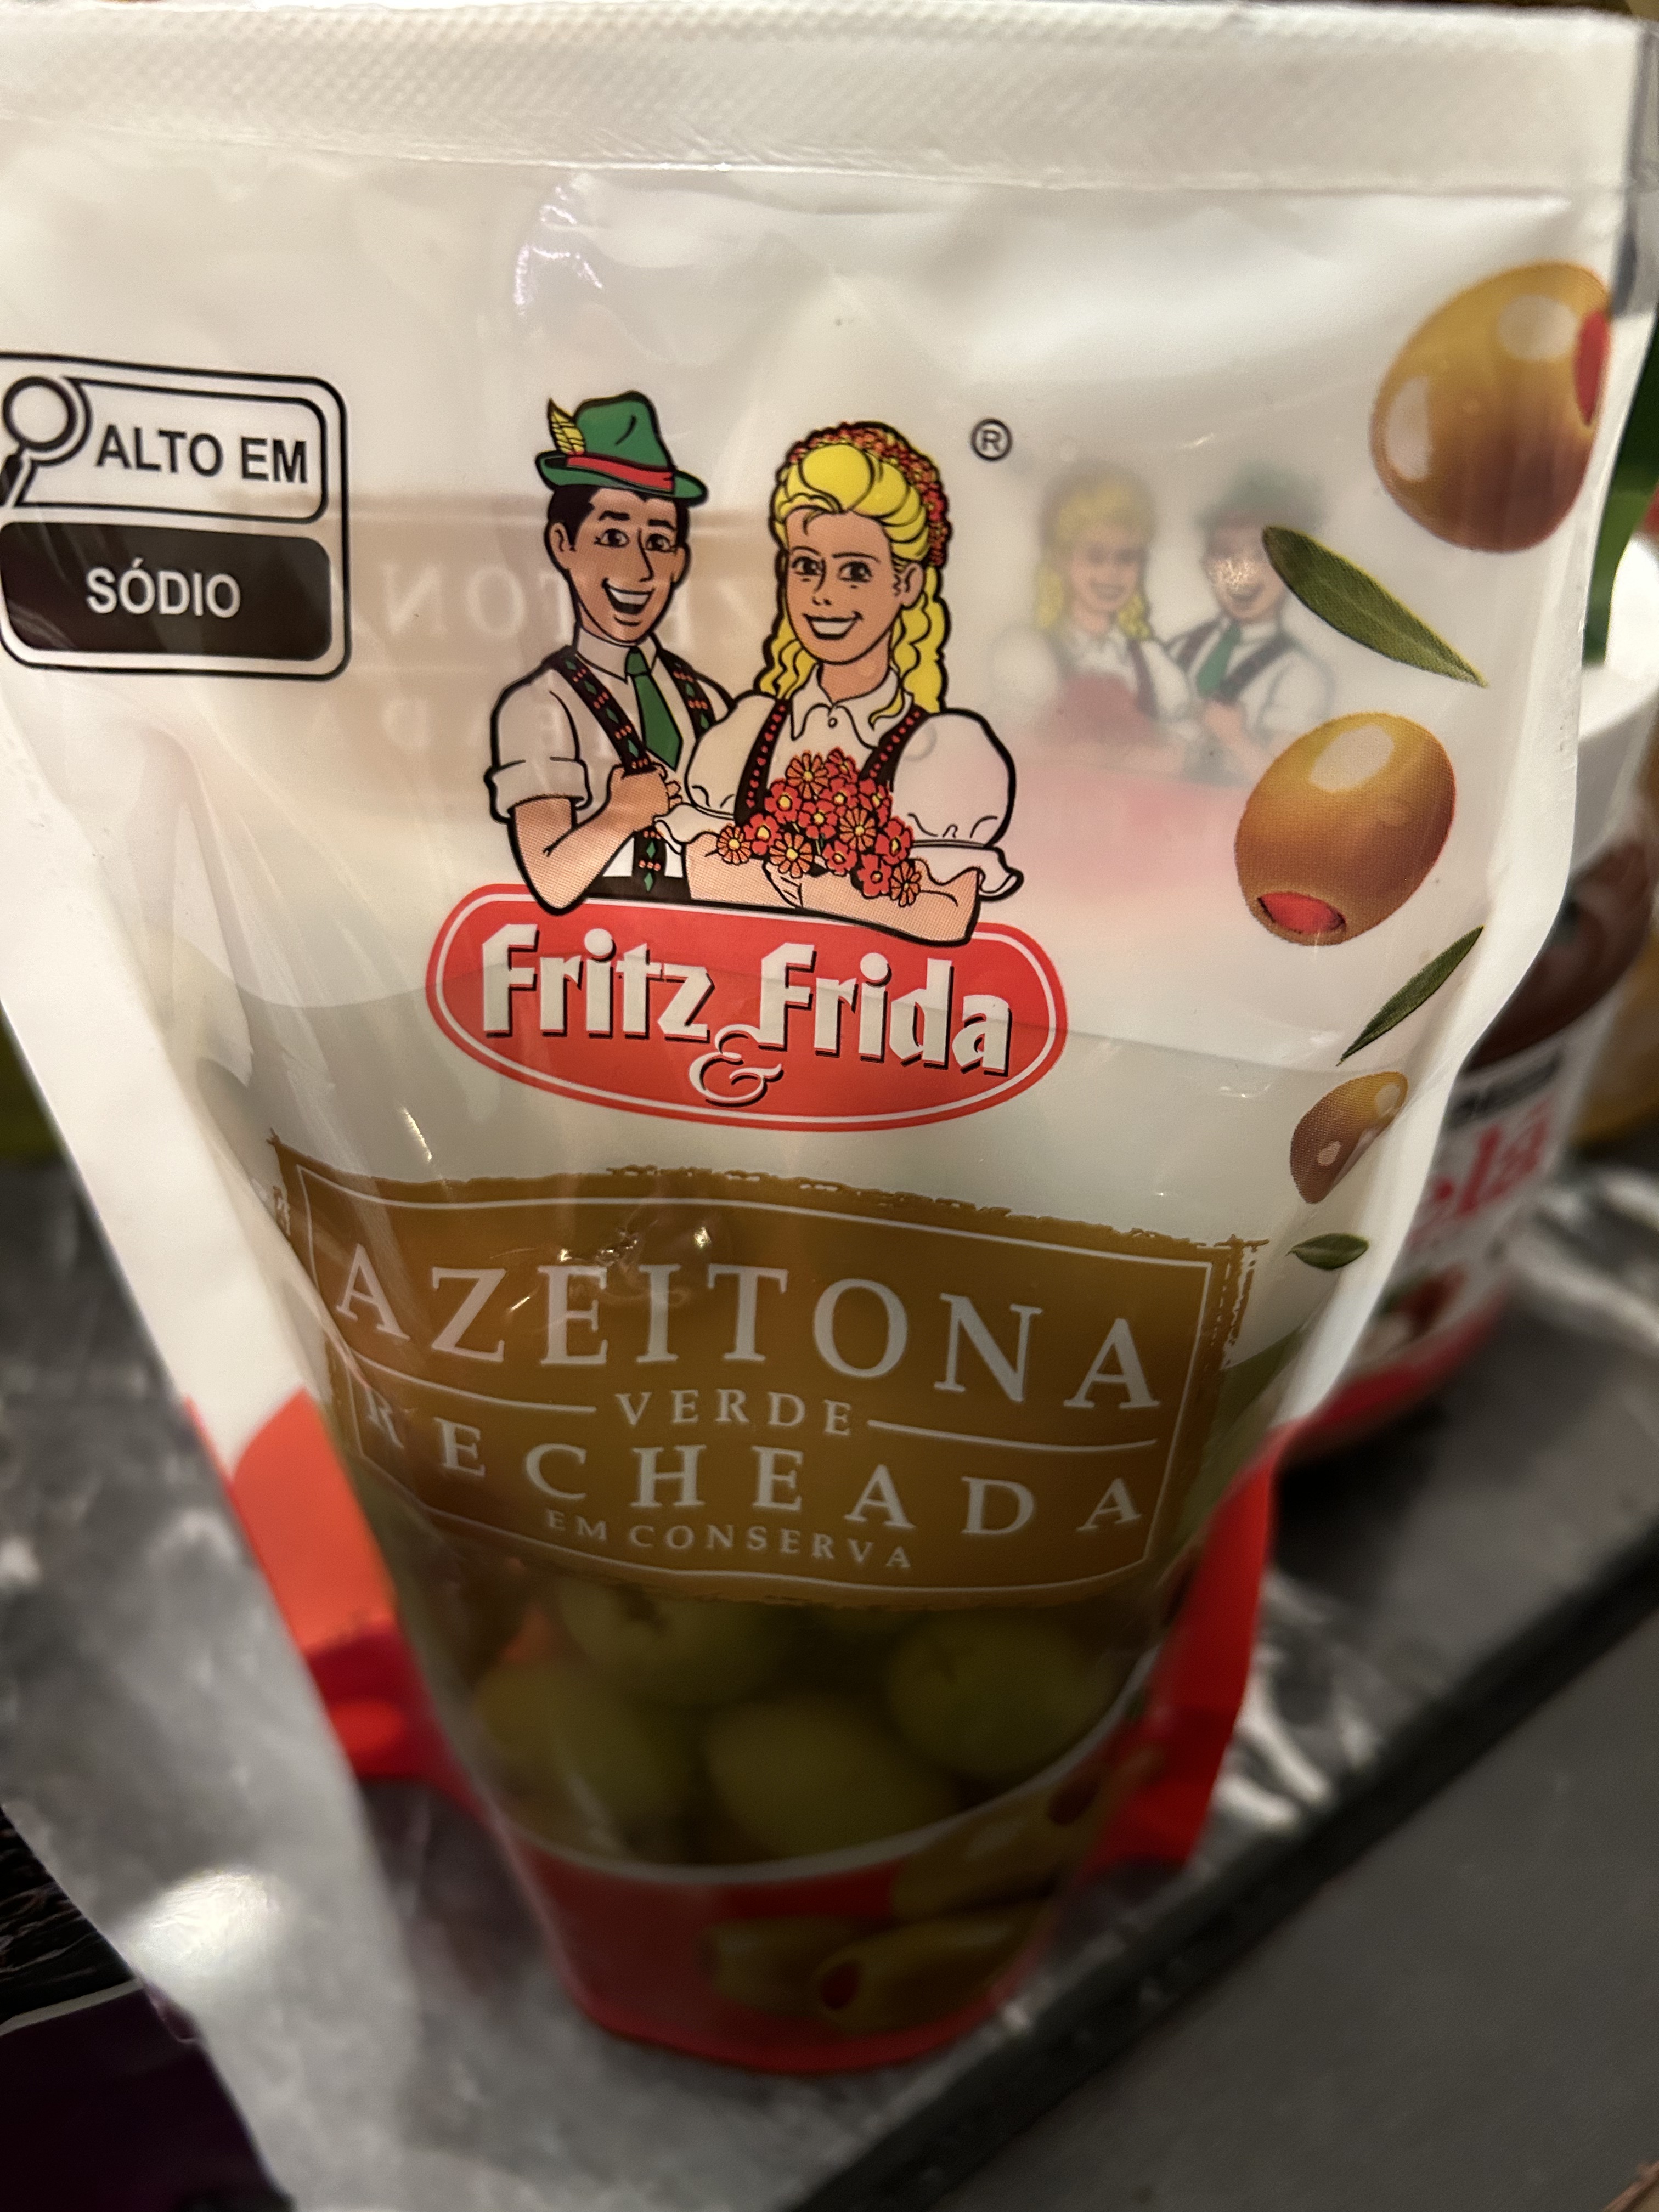 ALTO EM
SÓDIO
®
Fritz & Frida
AZEITONA
VERDE
RECHEADA
EM CONSERVA